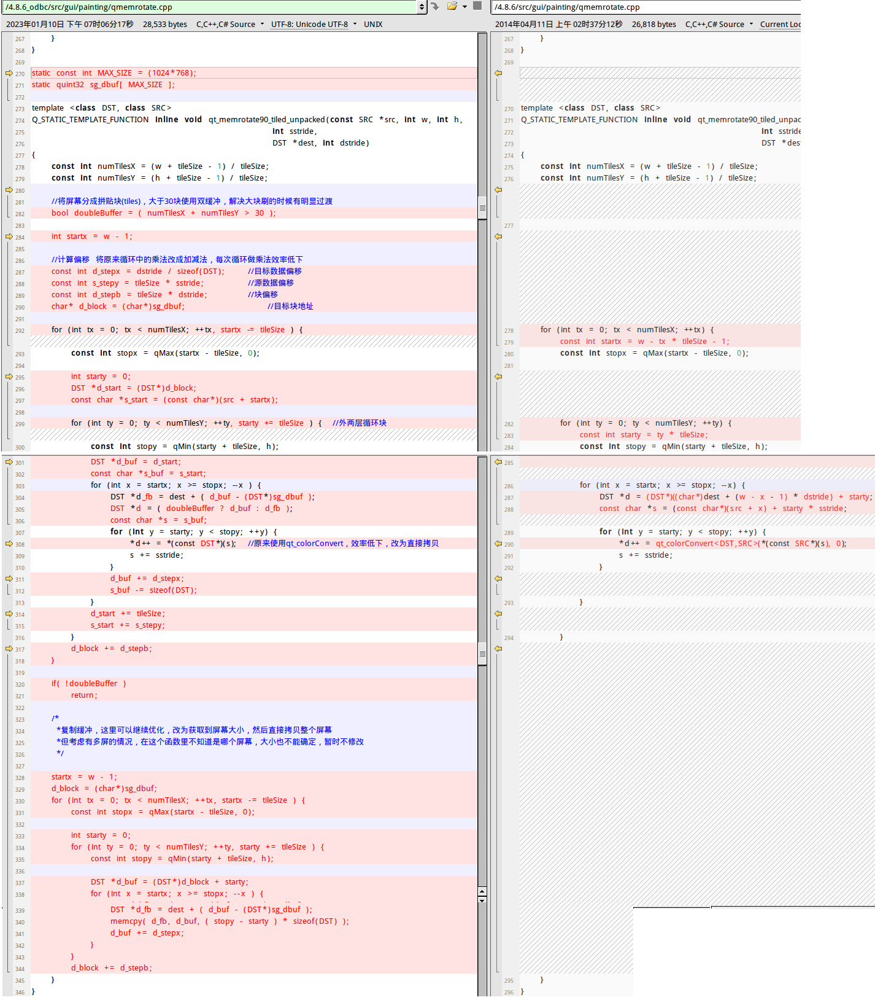 /4.8.6_odbc/src/gui/painting/qmemrotate.cpp
2023年01月10日 下午 07时06分17秒 28,533 bytes C,C++,C# Source UTF-8: Unicode UTF-8 UNIX
267 }
268 }
269
270 static const int MAX_SIZE = (1024*768);
271 static quint32 sg_dbuf[ MAX_SIZE ];
272
273 template <class DST, class SRC>
274 Q_STATIC_TEMPLATE_FUNCTION inline void qt_memrotate90_tiled_unpacked(const SRC *src, int w, int h,
275 int sstride,
276 DST *dest, int dstride)
277 {
278 const int numTilesX = (w + tileSize - 1) / tileSize;
279 const int numTilesY = (h + tileSize - 1) / tileSize;
280
281 //将屏幕分成拼贴块(tiles)，大于30块使用双缓冲，解决大块刷的时候有明显过渡
282 bool doubleBuffer = ( numTilesX + numTilesY > 30 );
283
284 int startx = w - 1;
285
286 //计算偏移 将原来循环中的乘法改成加减法，每次循环做乘法效率低下
287 const int d_stepx = dstride / sizeof(DST); //目标数据偏移
288 const int s_stepy = tileSize * sstride; //源数据偏移
289 const int d_stepb = tileSize * dstride; //块偏移
290 char* d_block = (char*)sg_dbuf; //目标块地址
291
292 for (int tx = 0; tx < numTilesX; ++tx, startx -= tileSize ) {
293 const int stopx = qMax(startx - tileSize, 0);
294
295 int starty = 0;
296 DST *d_start = (DST*)d_block;
297 const char *s_start = (const char*)(src + startx);
298
299 for (int ty = 0; ty < numTilesY; ++ty, starty += tileSize ) { //外两层循环块
300 const int stopy = qMin(starty + tileSize, h);
301 DST *d_buf = d_start;
302 const char *s_buf = s_start;
303 for (int x = startx; x >= stopx; --x ) {
304 DST *d_fb = dest + ( d_buf - (DST*)sg_dbuf );
305 DST *d = ( doubleBuffer ? d_buf : d_fb );
306 const char *s = s_buf;
307 for (int y = starty; y < stopy; ++y) {
308 *d++ = *(const DST*)(s); //原来使用qt_colorConvert，效率低下，改为直接拷贝
309 s += sstride;
310 }
311 d_buf += d_stepx;
312 s_buf -= sizeof(DST);
313 }
314 d_start += tileSize;
315 s_start += s_stepy;
316 }
317 d_block += d_stepb;
318 }
319
320 if( !doubleBuffer )
321 return;
322
323 /*
324 *复制缓冲，这里可以继续优化，改为获取到屏幕大小，然后直接拷贝整个屏幕
325 *但考虑有多屏的情况，在这个函数里不知道是哪个屏幕，大小也不能确定，暂时不修改
326 */
327
328 startx = w - 1;
329 d_block = (char*)sg_dbuf;
330 for (int tx = 0; tx < numTilesX; ++tx, startx -= tileSize ) {
331 const int stopx = qMax(startx - tileSize, 0);
332
333 int starty = 0;
334 for (int ty = 0; ty < numTilesY; ++ty, starty += tileSize ) {
335 const int stopy = qMin(starty + tileSize, h);
336
337 DST *d_buf = (DST*)d_block + starty;
338 for (int x = startx; x >= stopx; --x ) {
339 DST *d_fb = dest + ( d_buf - (DST*)sg_dbuf );
340 memcpy( d_fb, d_buf, ( stopy - starty ) * sizeof(DST) );
341 d_buf += d_stepx;
342 }
343 }
344 d_block += d_stepb;
345 }
346 }
/4.8.6/src/gui/painting/qmemrotate.cpp
2014年04月11日 上午 02时37分12秒 26,818 bytes C,C++,C# Source Current Loc
267 }
268 }
269
270 template <class DST, class SRC>
271 Q_STATIC_TEMPLATE_FUNCTION inline void qt_memrotate90_tiled_unpac
272 int sstride
273 DST *dest
274 {
275 const int numTilesX = (w + tileSize - 1) / tileSize;
276 const int numTilesY = (h + tileSize - 1) / tileSize;
277
278 for (int tx = 0; tx < numTilesX; ++tx) {
279 const int startx = w - tx * tileSize - 1;
280 const int stopx = qMax(startx - tileSize, 0);
281
282 for (int ty = 0; ty < numTilesY; ++ty) {
283 const int starty = ty * tileSize;
284 const int stopy = qMin(starty + tileSize, h);
285
286 for (int x = startx; x >= stopx; --x) {
287 DST *d = (DST*)((char*)dest + (w - x - 1) * dstride) + starty;
288 const char *s = (const char*)(src + x) + starty * sstride;
289 for (int y = starty; y < stopy; ++y) {
290 *d++ = qt_colorConvert<DST,SRC>(*(const SRC*)(s), 0);
291 s += sstride;
292 }
293 }
294 }
295 }
296 }